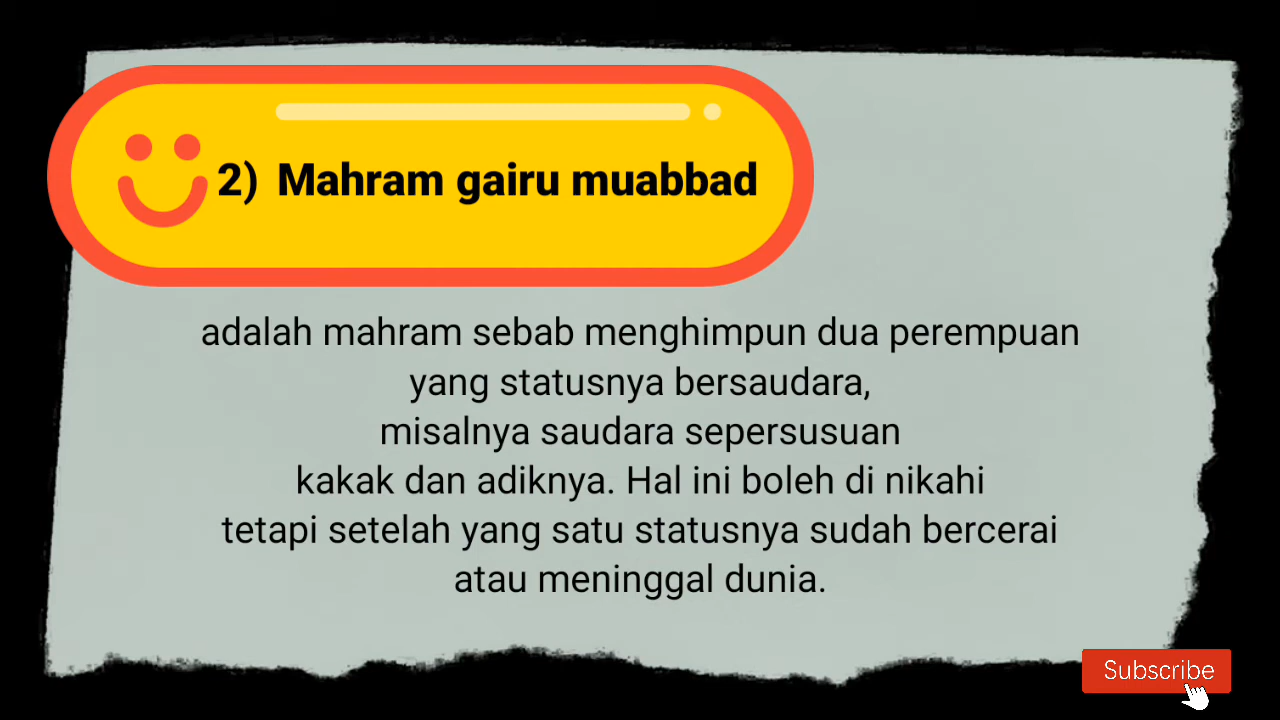 2) Mahram gairu muabbad
adalah mahram sebab menghimpun dua perempuan
yang statusnya bersaudara,
misalnya saudara sepersusuan
kakak dan adiknya. Hal ini boleh di nikahi
tetapi setelah yang satu statusnya sudah bercerai
atau meninggal dunia.
Subscribe